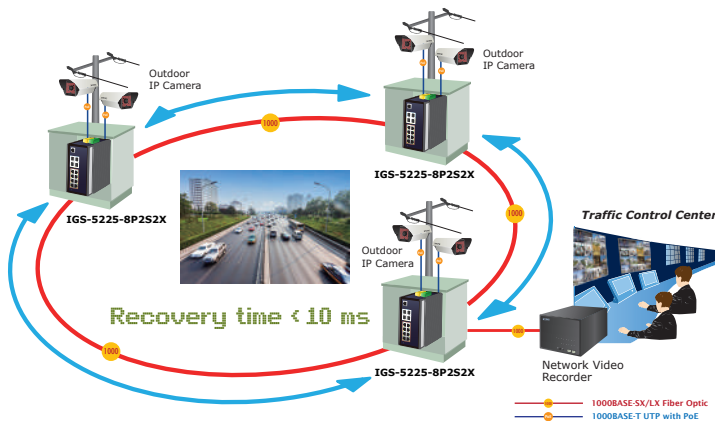 Outdoor
IP Camera
Outdoor
IP Camera
1000
IGS-5225-8P2S2X
IGS-5225-8P2S2X
1000
Traffic Control Center
Outdoor
IP Camera
Recovery time < 10 ms
1000
1000
Network Video
Recorder
IGS-5225-8P2S2X
1000BASE-SX/LX Fiber Optic
1000BASE-T UTP with PoE